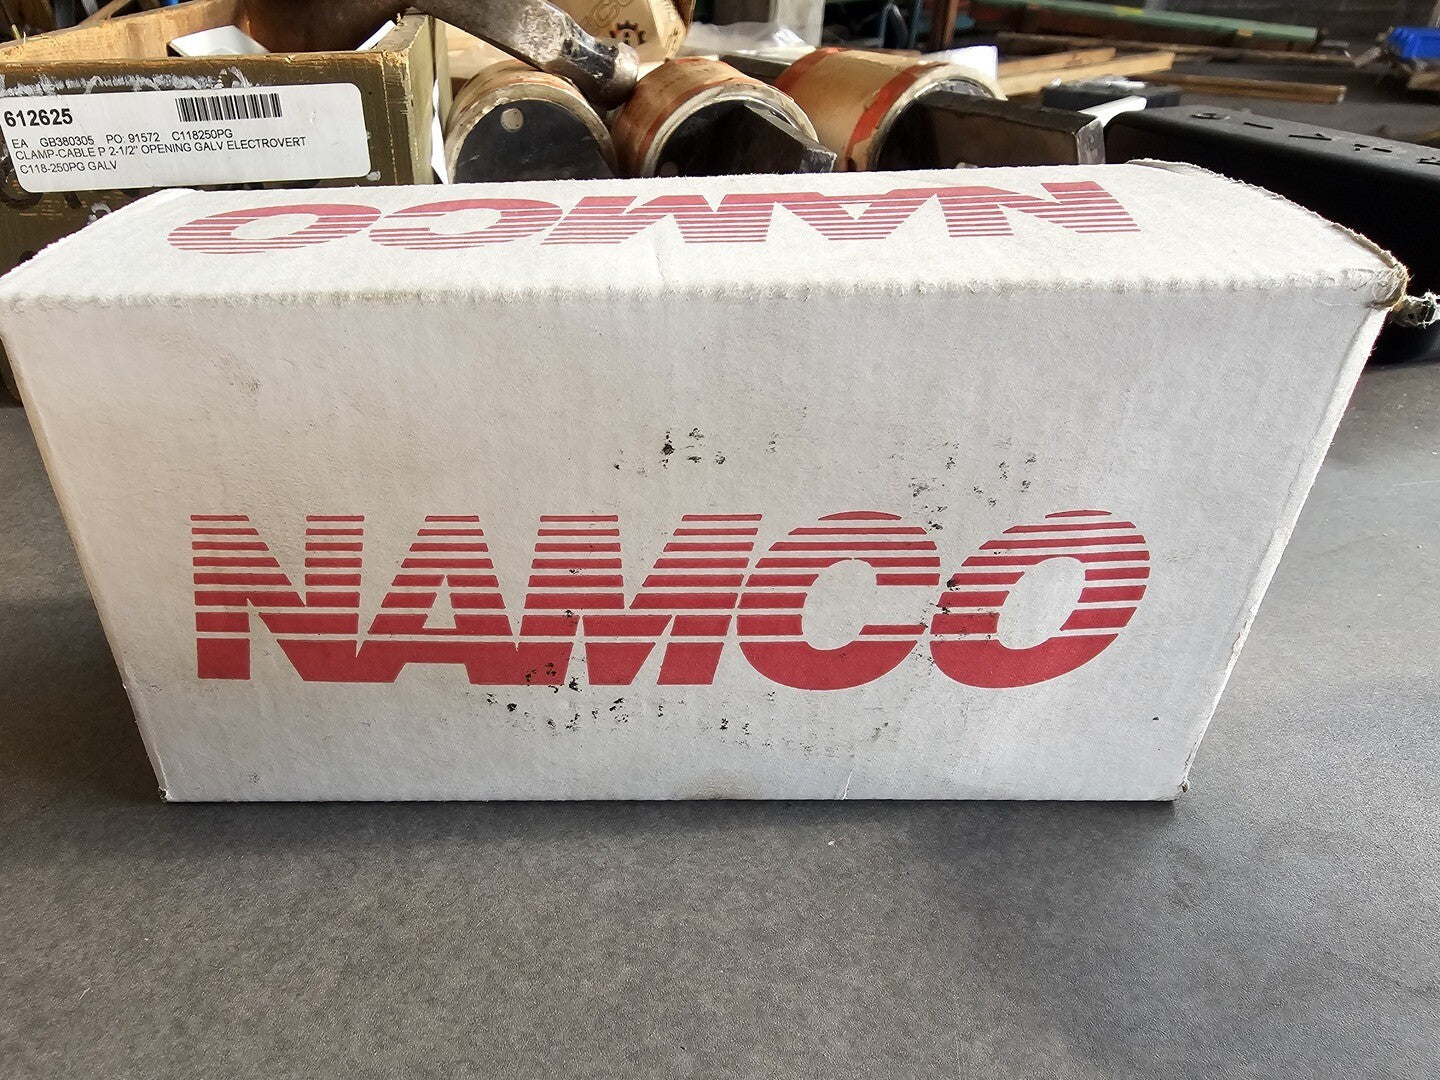 612625
EA GB380305 PO: 91572 C118250PG
CLAMP-CABLE P 2-1/2" OPENING GALV ELECTROVERT
C118-250PG GALV
NAMCO
NAMCO